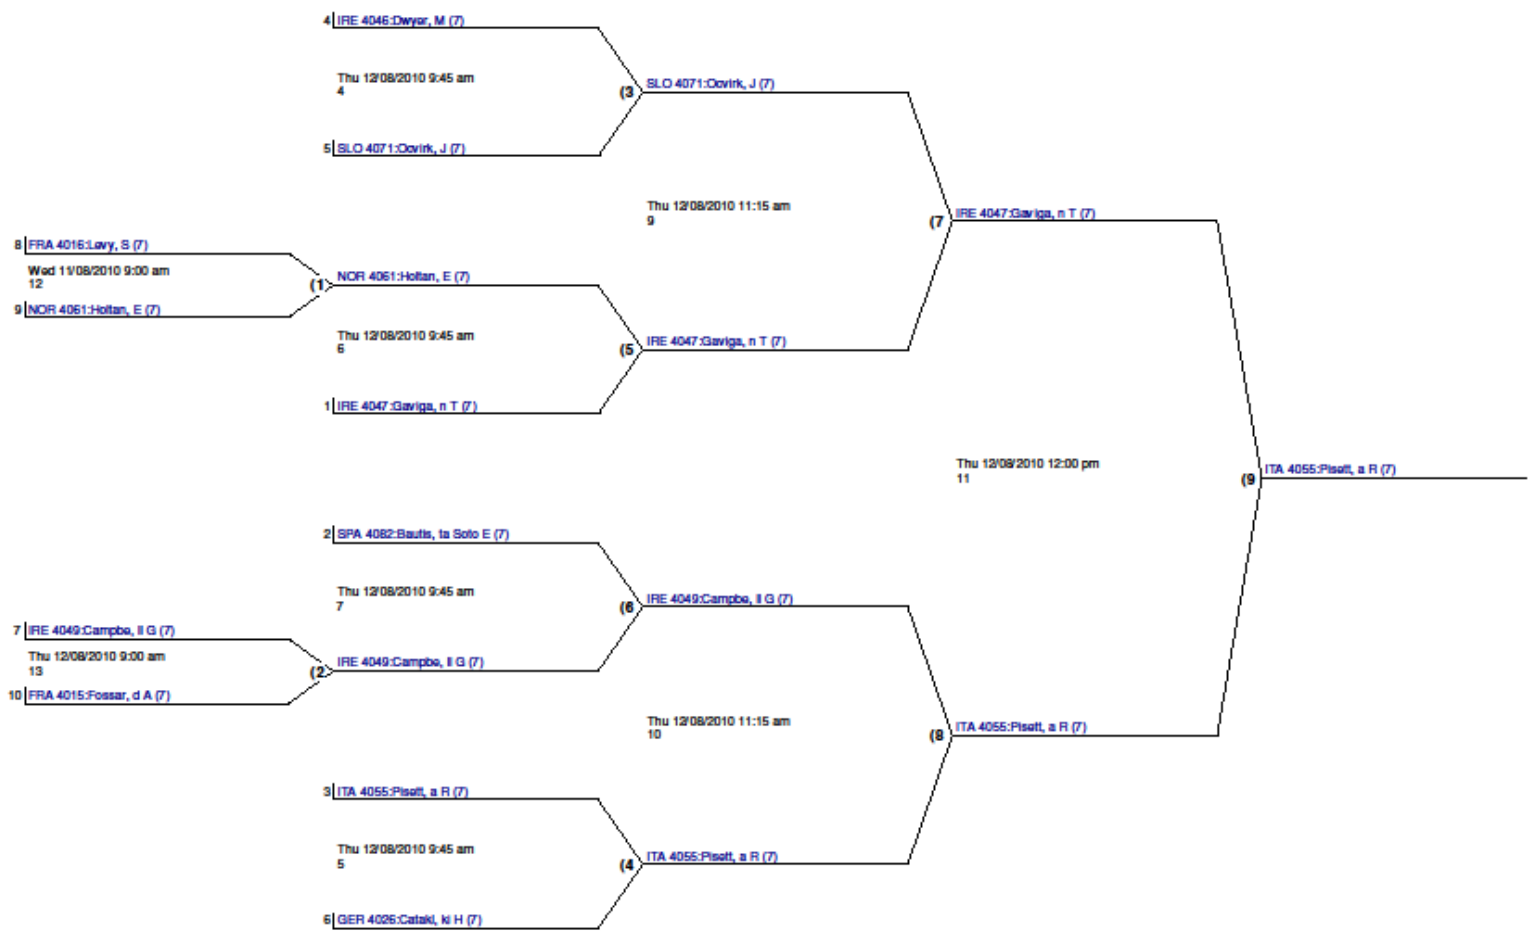 4 IRE 4046:Dwyer, M (7)
Thu 12/08/2010 9:45 am
4
(3
SLO 4071:Ocvirk, J (7)
5 SLO 4071:Ocvirk, J (7)
Thu 12/08/2010 11:15 am
9
(7
IRE 4047:Gaviga, n T (7)
8 FRA 4016:Levy, S (7)
Wed 11/08/2010 9:00 am
12
(1
NOR 4061:Holtan, E (7)
9 NOR 4061:Holtan, E (7)
Thu 12/08/2010 9:45 am
6
(5
IRE 4047:Gaviga, n T (7)
1 IRE 4047:Gaviga, n T (7)
Thu 12/08/2010 12:00 pm
11
(9
ITA 4055:Pisett, a R (7)
2 SPA 4082:Bautis, ta Soto E (7)
Thu 12/08/2010 9:45 am
7
(6
IRE 4049:Campbe, ll G (7)
7 IRE 4049:Campbe, ll G (7)
Thu 12/08/2010 9:00 am
13
(2
IRE 4049:Campbe, ll G (7)
10 FRA 4015:Fossar, d A (7)
Thu 12/08/2010 11:15 am
10
(8
ITA 4055:Pisett, a R (7)
3 ITA 4055:Pisett, a R (7)
Thu 12/08/2010 9:45 am
5
(4
ITA 4055:Pisett, a R (7)
6 GER 4026:Cataki, ki H (7)